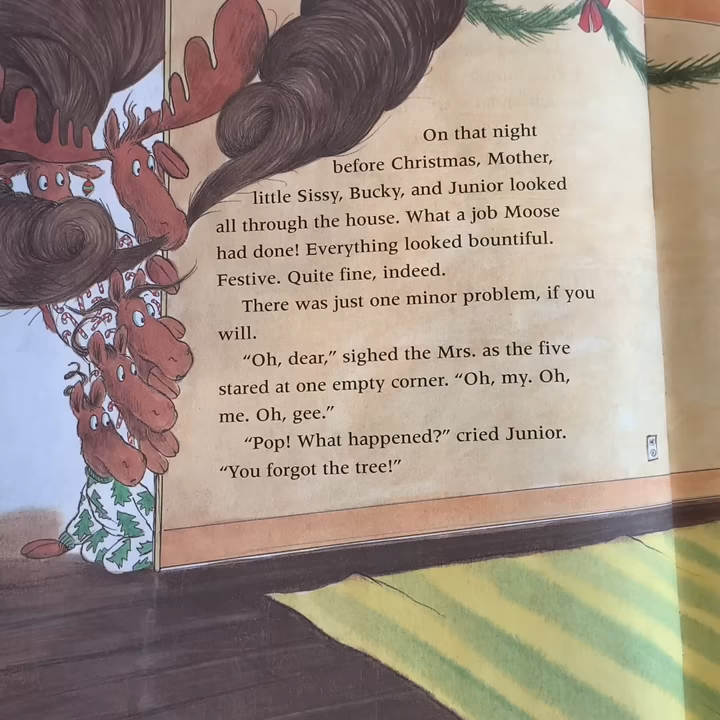 On that night
before Christmas, Mother,
little Sissy, Bucky, and Junior looked
all through the house. What a job Moose
had done! Everything looked bountiful.
Festive. Quite fine, indeed.
There was just one minor problem, if you
will.
“Oh, dear,” sighed the Mrs. as the five
stared at one empty corner. “Oh, my. Oh,
me. Oh, gee.”
“Pop! What happened?” cried Junior.
“You forgot the tree!”